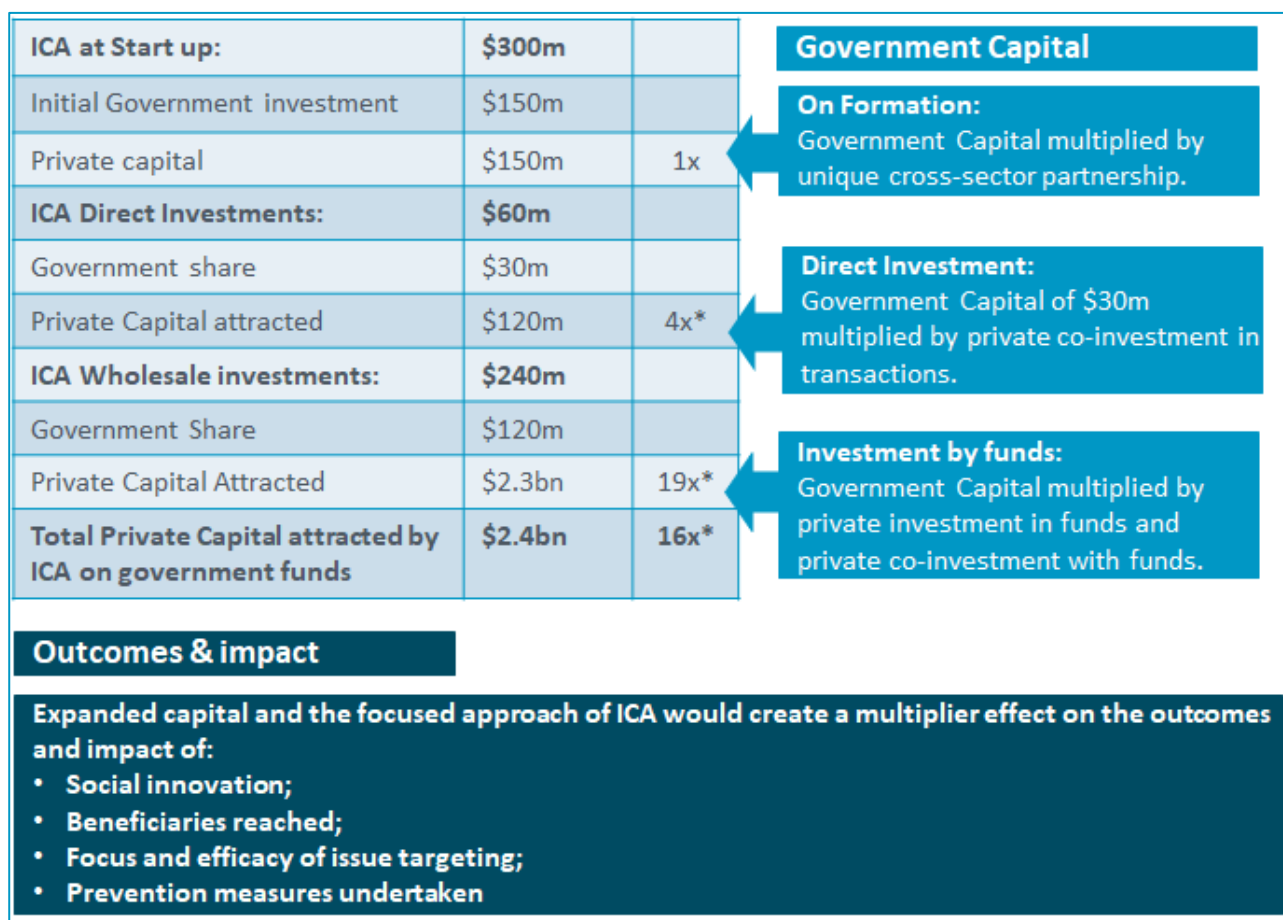 ICA at Start up: $300m
Initial Government investment $150m
Private capital $150m 1x
ICA Direct Investments: $60m
Government share $30m
Private Capital attracted $120m 4x*
ICA Wholesale investments: $240m
Government Share $120m
Private Capital Attracted $2.3bn 19x*
Total Private Capital attracted by $2.4bn 16x*
ICA on government funds
Government Capital
On Formation:
Government Capital multiplied by
unique cross-sector partnership.
Direct Investment:
Government Capital of $30m
multiplied by private co-investment in
transactions.
Investment by funds:
Government Capital multiplied by
private investment in funds and
private co-investment with funds.
Outcomes & impact
Expanded capital and the focused approach of ICA would create a multiplier effect on the outcomes
and impact of:
• Social innovation;
• Beneficiaries reached;
• Focus and efficacy of issue targeting;
• Prevention measures undertaken